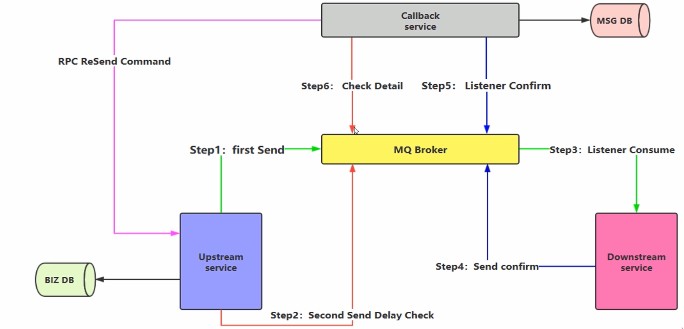 Callback
service
MSG DB
RPC ReSend Command
Step6： Check Detail
Step5： Listener Confirm
Step1：first Send
MQ Broker
Step3：Listener Consume
Upstream
service
Downstream
service
Step4：Send confirm
BIZ DB
Step2：Second Send Delay Check